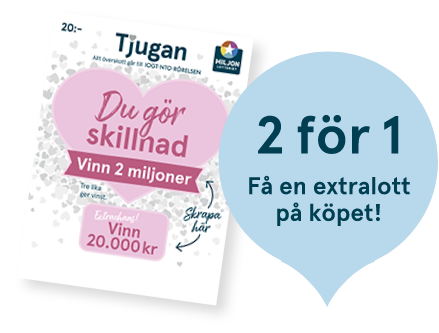 20:-
Tjugan
Allt överskott går till IOGT-NTO-RÖRELSEN
MILJON
LOTTERIET
Du gör
skillnad
Vinn 2 miljoner
Tre lika
ger vinst.
Skrapa
här
Extrachans!
Vinn
20.000 kr
2 för 1
Få en extralott
på köpet!